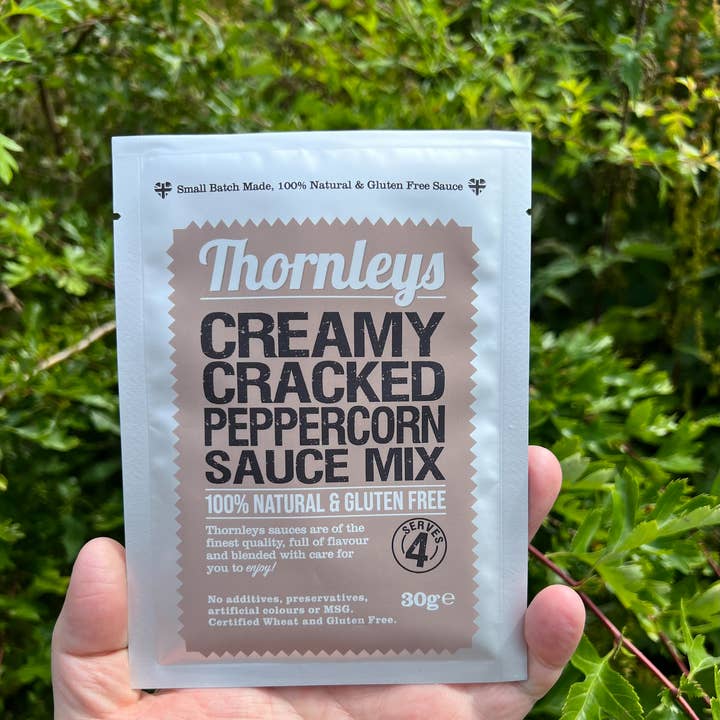 Small Batch Made, 100% Natural & Gluten Free Sauce
Thornleys
CREAMY
CRACKED
PEPPERCORN
SAUCE MIX
100% NATURAL & GLUTEN FREE
Thornleys sauces are of the
finest quality, full of flavour
and blended with care for
you to enjoy!
SERVES
4
No additives, preservatives,
artificial colours or MSG.
Certified Wheat and Gluten Free.
30g℮